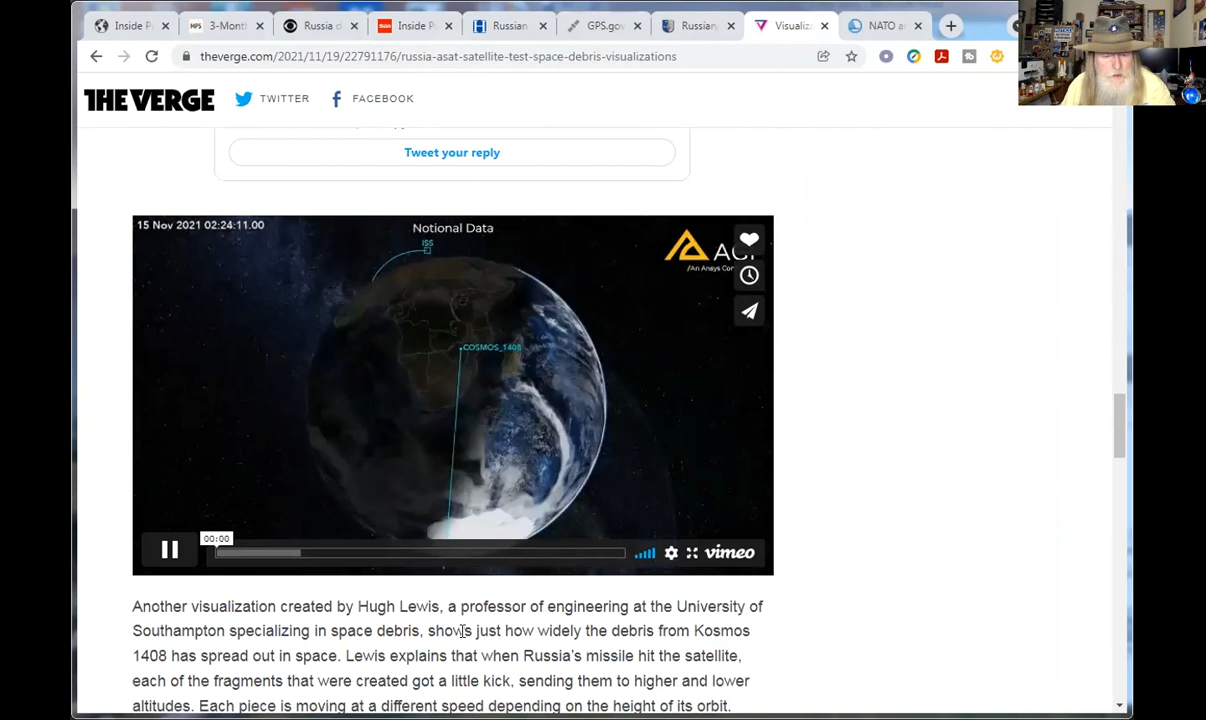 Inside P
3-Month
Russia c
Inside P
Russian
GPS.gov
Russian
Visualiz
NATO a
theverge.com/2021/11/19/22791176/russia-asat-satellite-test-space-debris-visualizations
THE VERGE TWITTER FACEBOOK
Tweet your reply
15 Nov 2021 02:24:11.00
Notional Data
ISS
/An Ansys Com
COSMOS_1408
00:00
vimeo
Another visualization created by Hugh Lewis, a professor of engineering at the University of
Southampton specializing in space debris, shows just how widely the debris from Kosmos
1408 has spread out in space. Lewis explains that when Russia's missile hit the satellite,
each of the fragments that were created got a little kick, sending them to higher and lower
altitudes. Each piece is moving at a different speed depending on the height of its orbit.